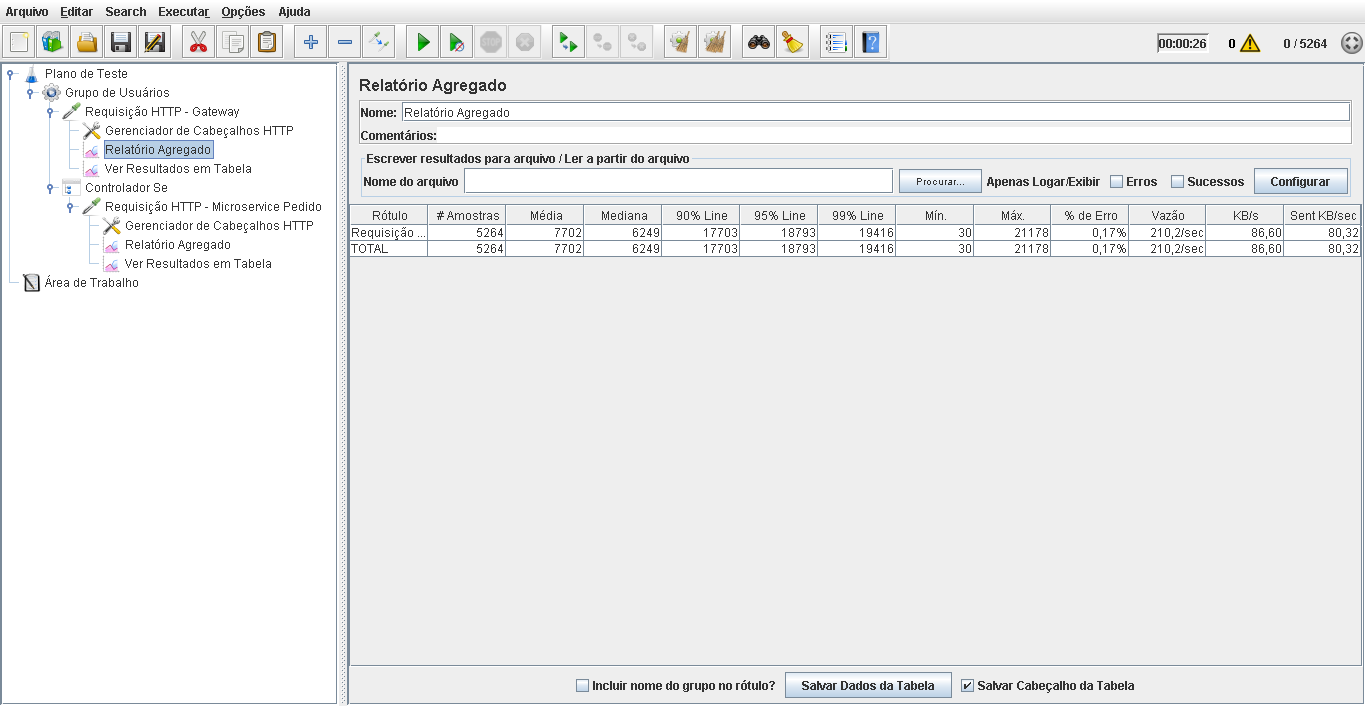 Arquivo Editar Search Executar Opções Ajuda
STOP
00:00:26 0 0 / 5264
Plano de Teste
Grupo de Usuários
Requisição HTTP - Gateway
Gerenciador de Cabeçalhos HTTP
Relatório Agregado
Ver Resultados em Tabela
Controlador Se
Requisição HTTP - Microservice Pedido
Gerenciador de Cabeçalhos HTTP
Relatório Agregado
Ver Resultados em Tabela
Área de Trabalho
Relatório Agregado
Nome: Relatório Agregado
Comentários:
Escrever resultados para arquivo / Ler a partir do arquivo
Nome do arquivo Procurar... Apenas Logar/Exibir Erros Sucessos Configurar
Rótulo # Amostras Média Mediana 90% Line 95% Line 99% Line Mín. Máx. % de Erro Vazão KB/s Sent KB/sec
Requisição ... 5264 7702 6249 17703 18793 19416 30 21178 0,17% 210,2/sec 86,60 80,32
TOTAL 5264 7702 6249 17703 18793 19416 30 21178 0,17% 210,2/sec 86,60 80,32
Incluir nome do grupo no rótulo? Salvar Dados da Tabela Salvar Cabeçalho da Tabela